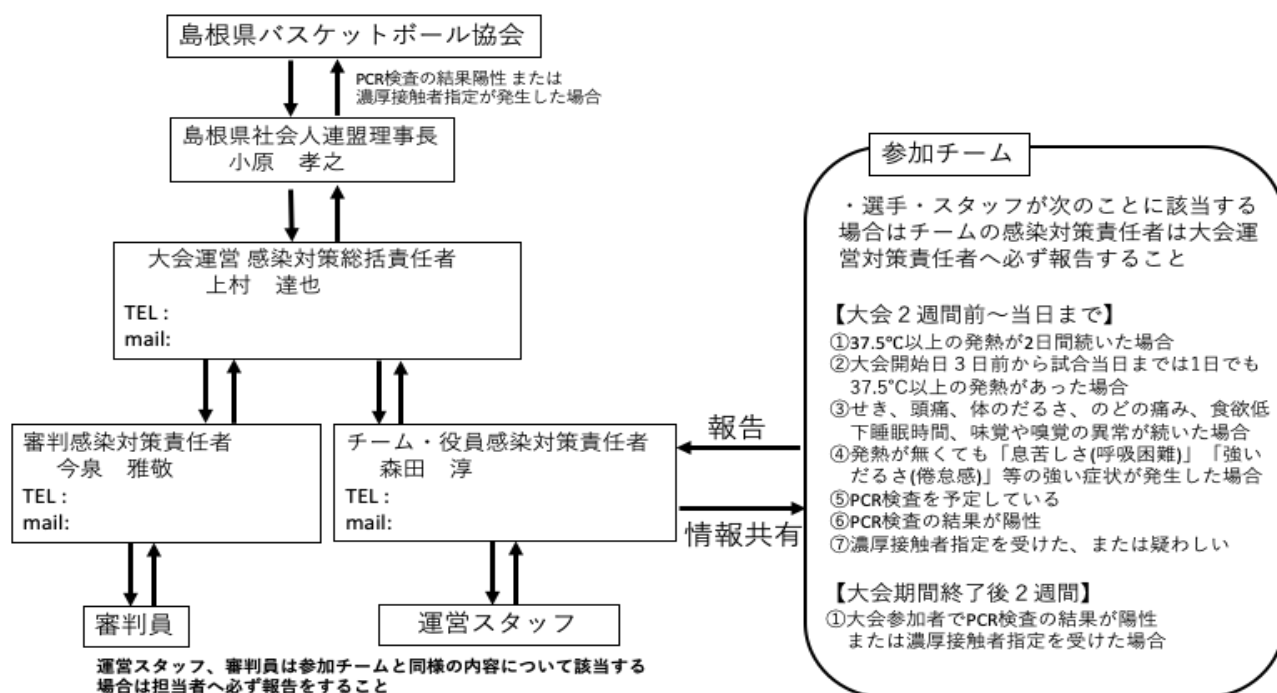 島根県バスケットボール協会
PCR検査の結果陽性 または
濃厚接触者指定が発生した場合
島根県社会人連盟理事長
小原　孝之
大会運営 感染対策総括責任者
上村　達也
TEL：
mail:
審判感染対策責任者
今泉　雅敬
TEL：
mail:
チーム・役員感染対策責任者
森田　淳
TEL：
mail:
審判員
運営スタッフ
運営スタッフ、審判員は参加チームと同様の内容について該当する
場合は担当者へ必ず報告をすること
報告
情報共有
参加チーム
・選手・スタッフが次のことに該当する
場合はチームの感染対策責任者は大会運
営対策責任者へ必ず報告すること
【大会２週間前～当日まで】
①37.5℃以上の発熱が2日間続いた場合
②大会開始日３日前から試合当日までは1日でも
37.5℃以上の発熱があった場合
③せき、頭痛、体のだるさ、のどの痛み、食欲低
下睡眠時間、味覚や嗅覚の異常が続いた場合
④発熱が無くても「息苦しさ(呼吸困難)」「強い
だるさ(倦怠感)」等の強い症状が発生した場合
⑤PCR検査を予定している
⑥PCR検査の結果が陽性
⑦濃厚接触者指定を受けた、または疑わしい
【大会期間終了後２週間】
①大会参加者でPCR検査の結果が陽性
または濃厚接触者指定を受けた場合